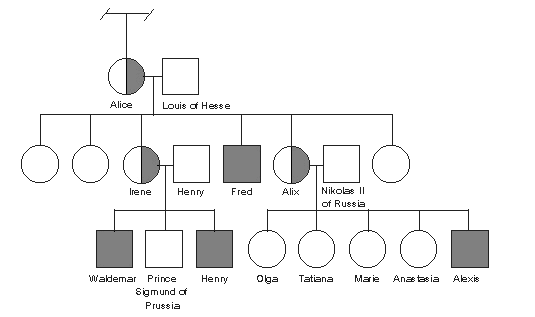 Alice
Louis of Hesse
Irene
Henry
Fred
Alix
Nikolas II
of Russia
Waldemar
Prince
Sigmund of
Prussia
Henry
Olga
Tatiana
Marie
Anastasia
Alexis